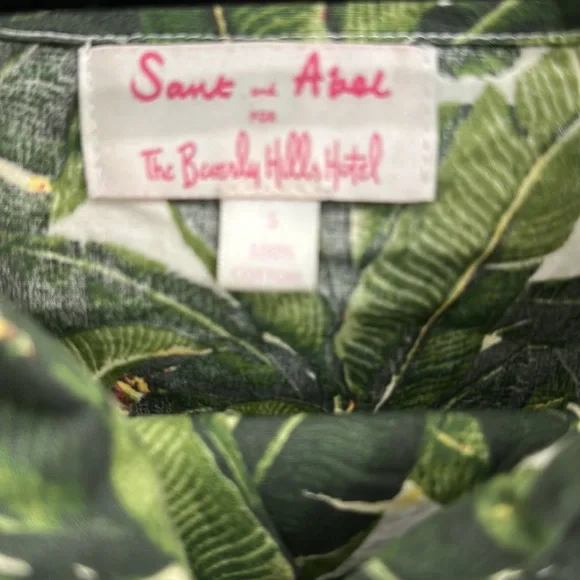 Sant and Abel
FOR
The Beverly Hills Hotel
S
100%
COTTON